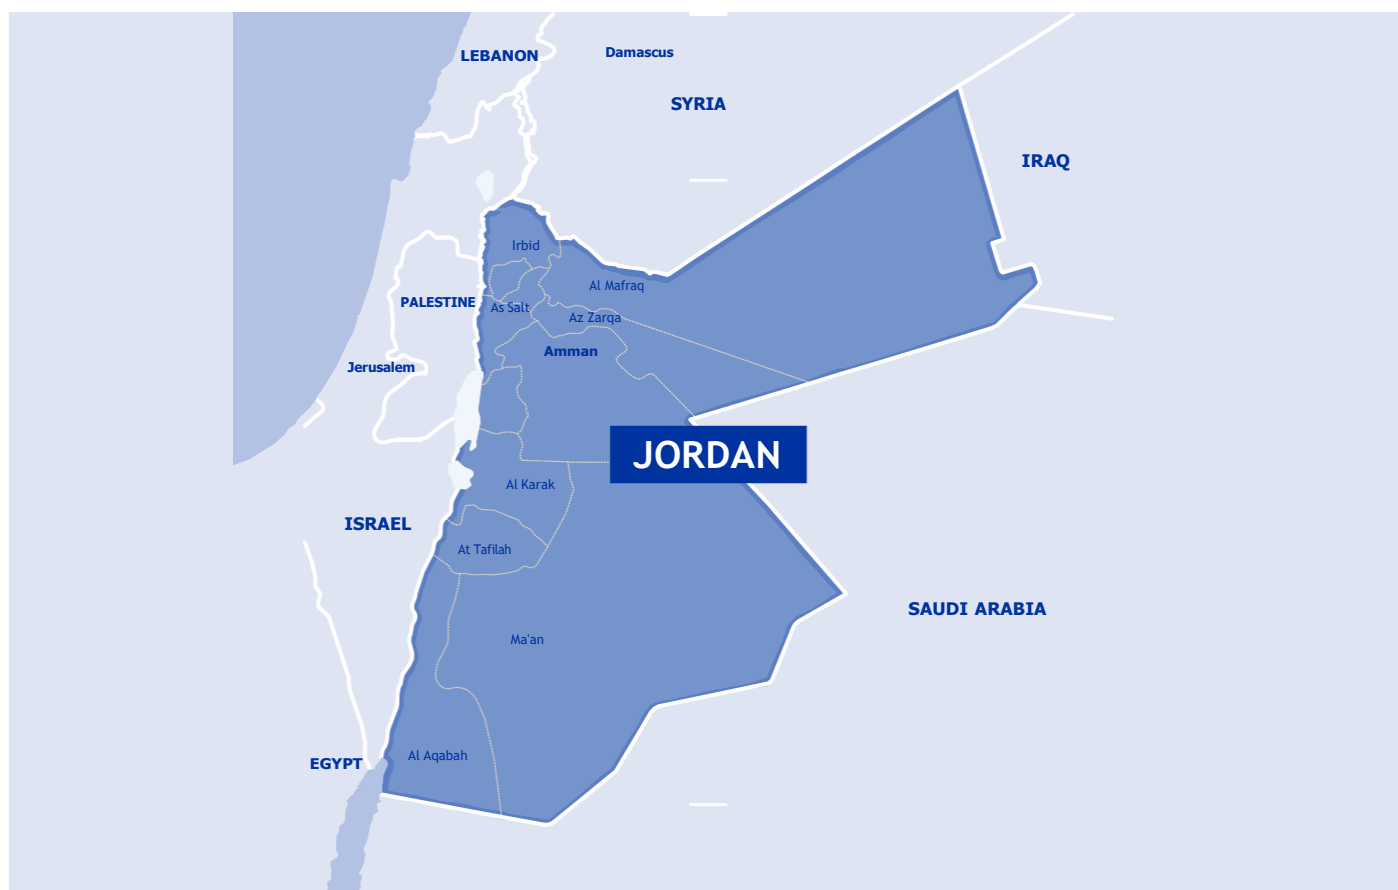 Damascus
LEBANON
SYRIA
IRAQ
Irbid
Al Mafraq
PALESTINE
As Salt
Az Zarqa
Amman
Jerusalem
JORDAN
Al Karak
ISRAEL
At Tafilah
SAUDI ARABIA
Ma'an
Al Aqabah
EGYPT